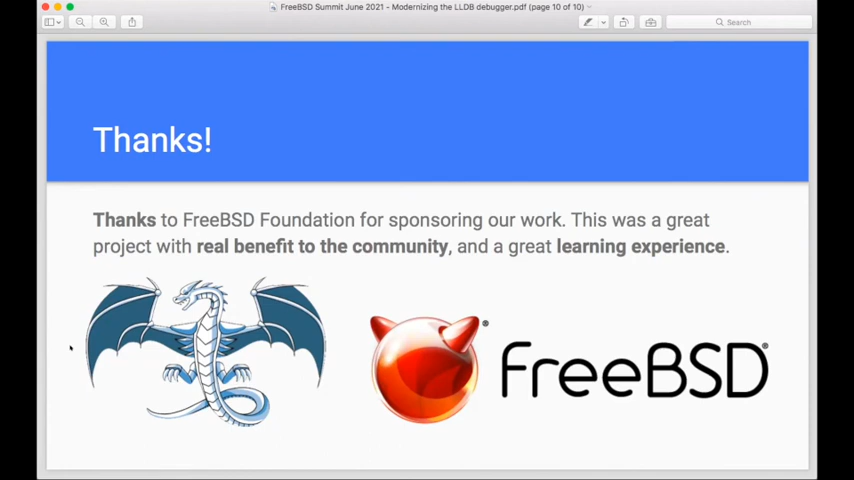 FreeBSD Summit June 2021 - Modernizing the LLDB debugger.pdf (page 10 of 10)
Search
Thanks!
Thanks to FreeBSD Foundation for sponsoring our work. This was a great
project with real benefit to the community, and a great learning experience.
®
FreeBSD®